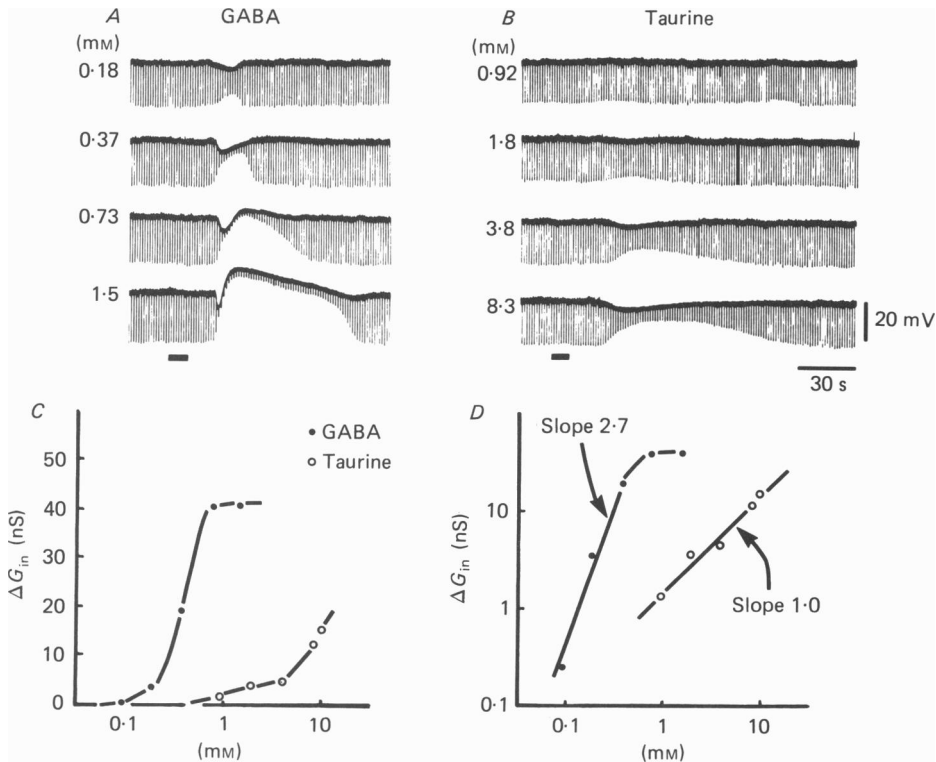 A GABA
(mM)
0·18
0·37
0·73
1·5
B Taurine
(mM)
0·92
1·8
3·8
8·3
20 mV
30 s
C
• GABA
○ Taurine
ΔGin (nS)
50
40
30
20
10
0
0·1 1 10
(mM)
D
Slope 2·7
Slope 1·0
ΔGin (nS)
10
1
0·1
0·1 1 10
(mM)